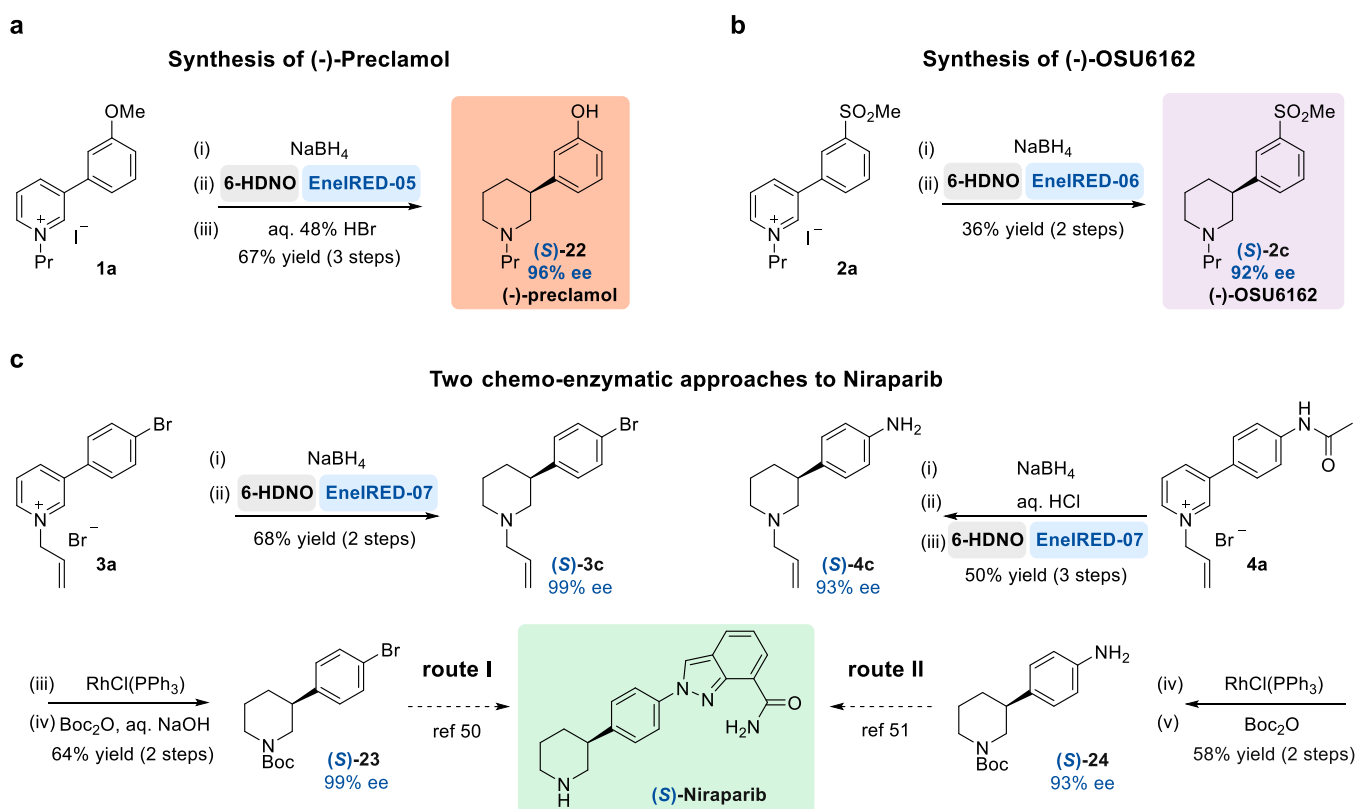 a
Synthesis of (-)-Preclamol
OMe
N
+
I−
Pr
1a
(i) NaBH4
(ii) 6-HDNO EneIRED-05
(iii) aq. 48% HBr
67% yield (3 steps)
OH
N
Pr
(S)-22
96% ee
(-)-preclamol
b
Synthesis of (-)-OSU6162
SO2Me
N
+
I−
Pr
2a
(i) NaBH4
(ii) 6-HDNO EneIRED-06
36% yield (2 steps)
SO2Me
N
Pr
(S)-2c
92% ee
(-)-OSU6162
c
Two chemo-enzymatic approaches to Niraparib
Br
N
+
Br−
3a
(i) NaBH4
(ii) 6-HDNO EneIRED-07
68% yield (2 steps)
Br
N
(S)-3c
99% ee
NH2
N
(S)-4c
93% ee
(i) NaBH4
(ii) aq. HCl
(iii) 6-HDNO EneIRED-07
50% yield (3 steps)
H
N
O
N
+
Br−
4a
(iii) RhCl(PPh3)
(iv) Boc2O, aq. NaOH
64% yield (2 steps)
Br
N
Boc
(S)-23
99% ee
route I
ref 50
N
N
O
NH2
N
H
(S)-Niraparib
route II
ref 51
NH2
N
Boc
(S)-24
93% ee
(iv) RhCl(PPh3)
(v) Boc2O
58% yield (2 steps)